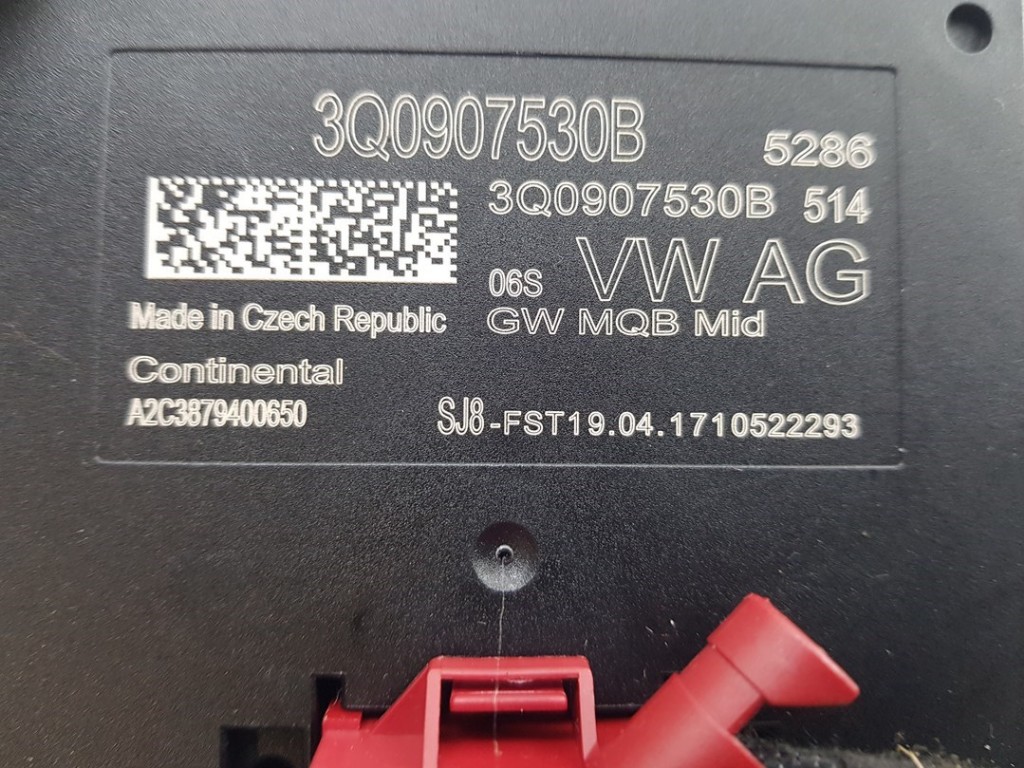 3Q0907530B
5286
3Q0907530B 514
06S VW AG
Made in Czech Republic
GW MQB Mid
Continental
A2C3879400650
SJ8-FST19.04.1710522293